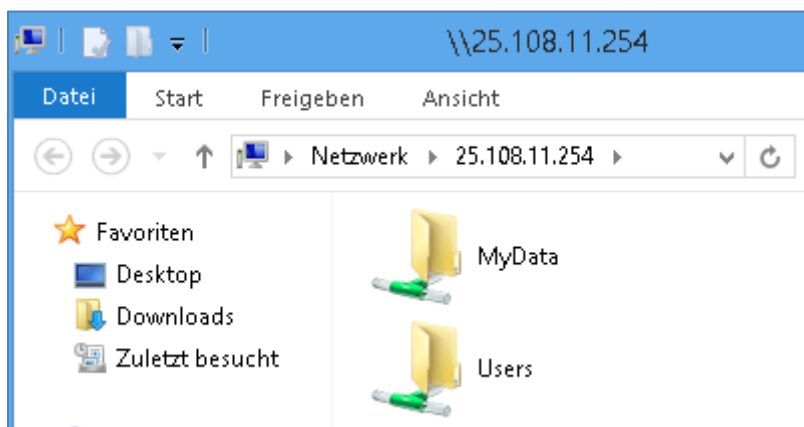 \\25.108.11.254
Datei Start Freigeben Ansicht
Netzwerk 25.108.11.254
Favoriten
Desktop
Downloads
Zuletzt besucht
MyData
Users